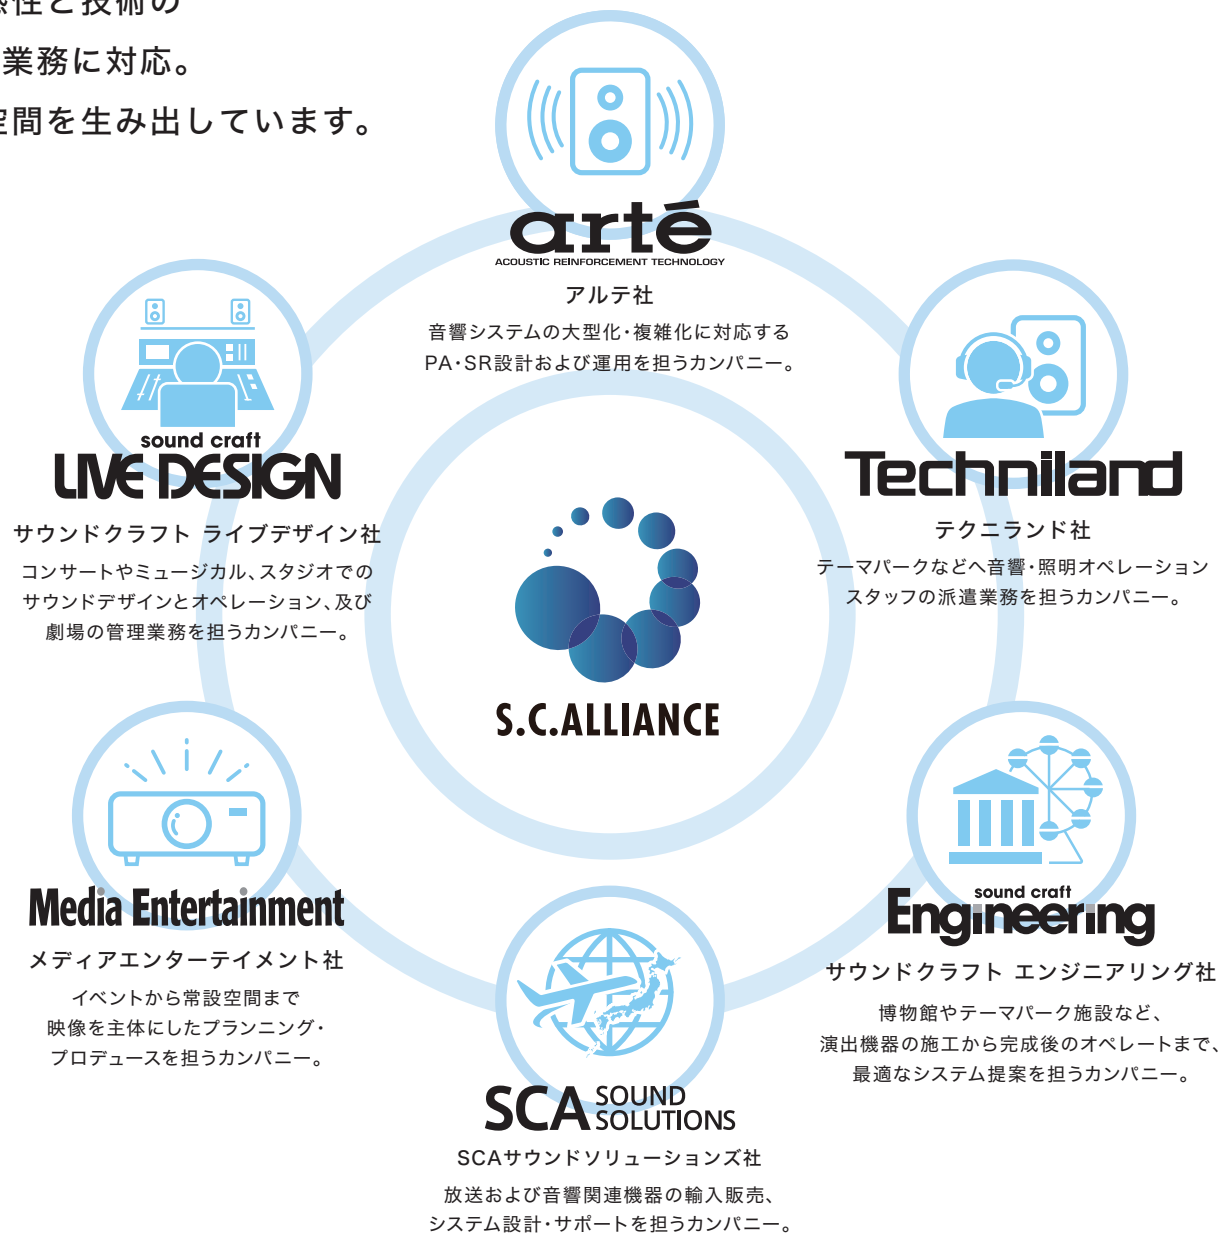 感性と技術の
業務に対応。
空間を生み出しています。
arté
ACOUSTIC REINFORCEMENT TECHNOLOGY
アルテ社
音響システムの大型化・複雑化に対応する
PA・SR設計および運用を担うカンパニー。
sound craft
LIVE DESIGN
サウンドクラフト ライブデザイン社
コンサートやミュージカル、スタジオでの
サウンドデザインとオペレーション、及び
劇場の管理業務を担うカンパニー。
Techniland
テクニランド社
テーマパークなどへ音響・照明オペレーション
スタッフの派遣業務を担うカンパニー。
S.C.ALLIANCE
Media Entertainment
メディアエンターテイメント社
イベントから常設空間まで
映像を主体にしたプランニング・
プロデュースを担うカンパニー。
sound craft
Engineering
サウンドクラフト エンジニアリング社
博物館やテーマパーク施設など、
演出機器の施工から完成後のオペレートまで、
最適なシステム提案を担うカンパニー。
SCA SOUND
SOLUTIONS
SCAサウンドソリューションズ社
放送および音響関連機器の輸入販売、
システム設計・サポートを担うカンパニー。